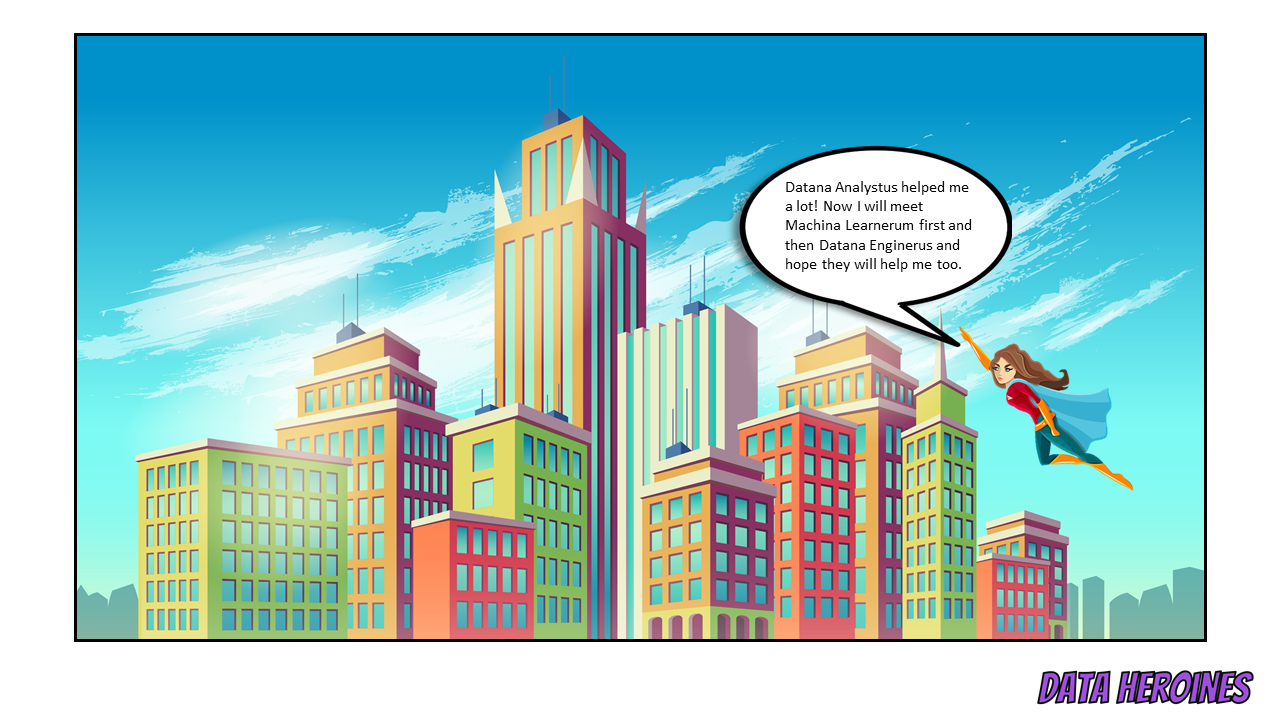 Datana Analystus helped me
a lot! Now I will meet
Machina Learnerum first and
then Datana Enginerus and
hope they will help me too.
DATA HEROINES